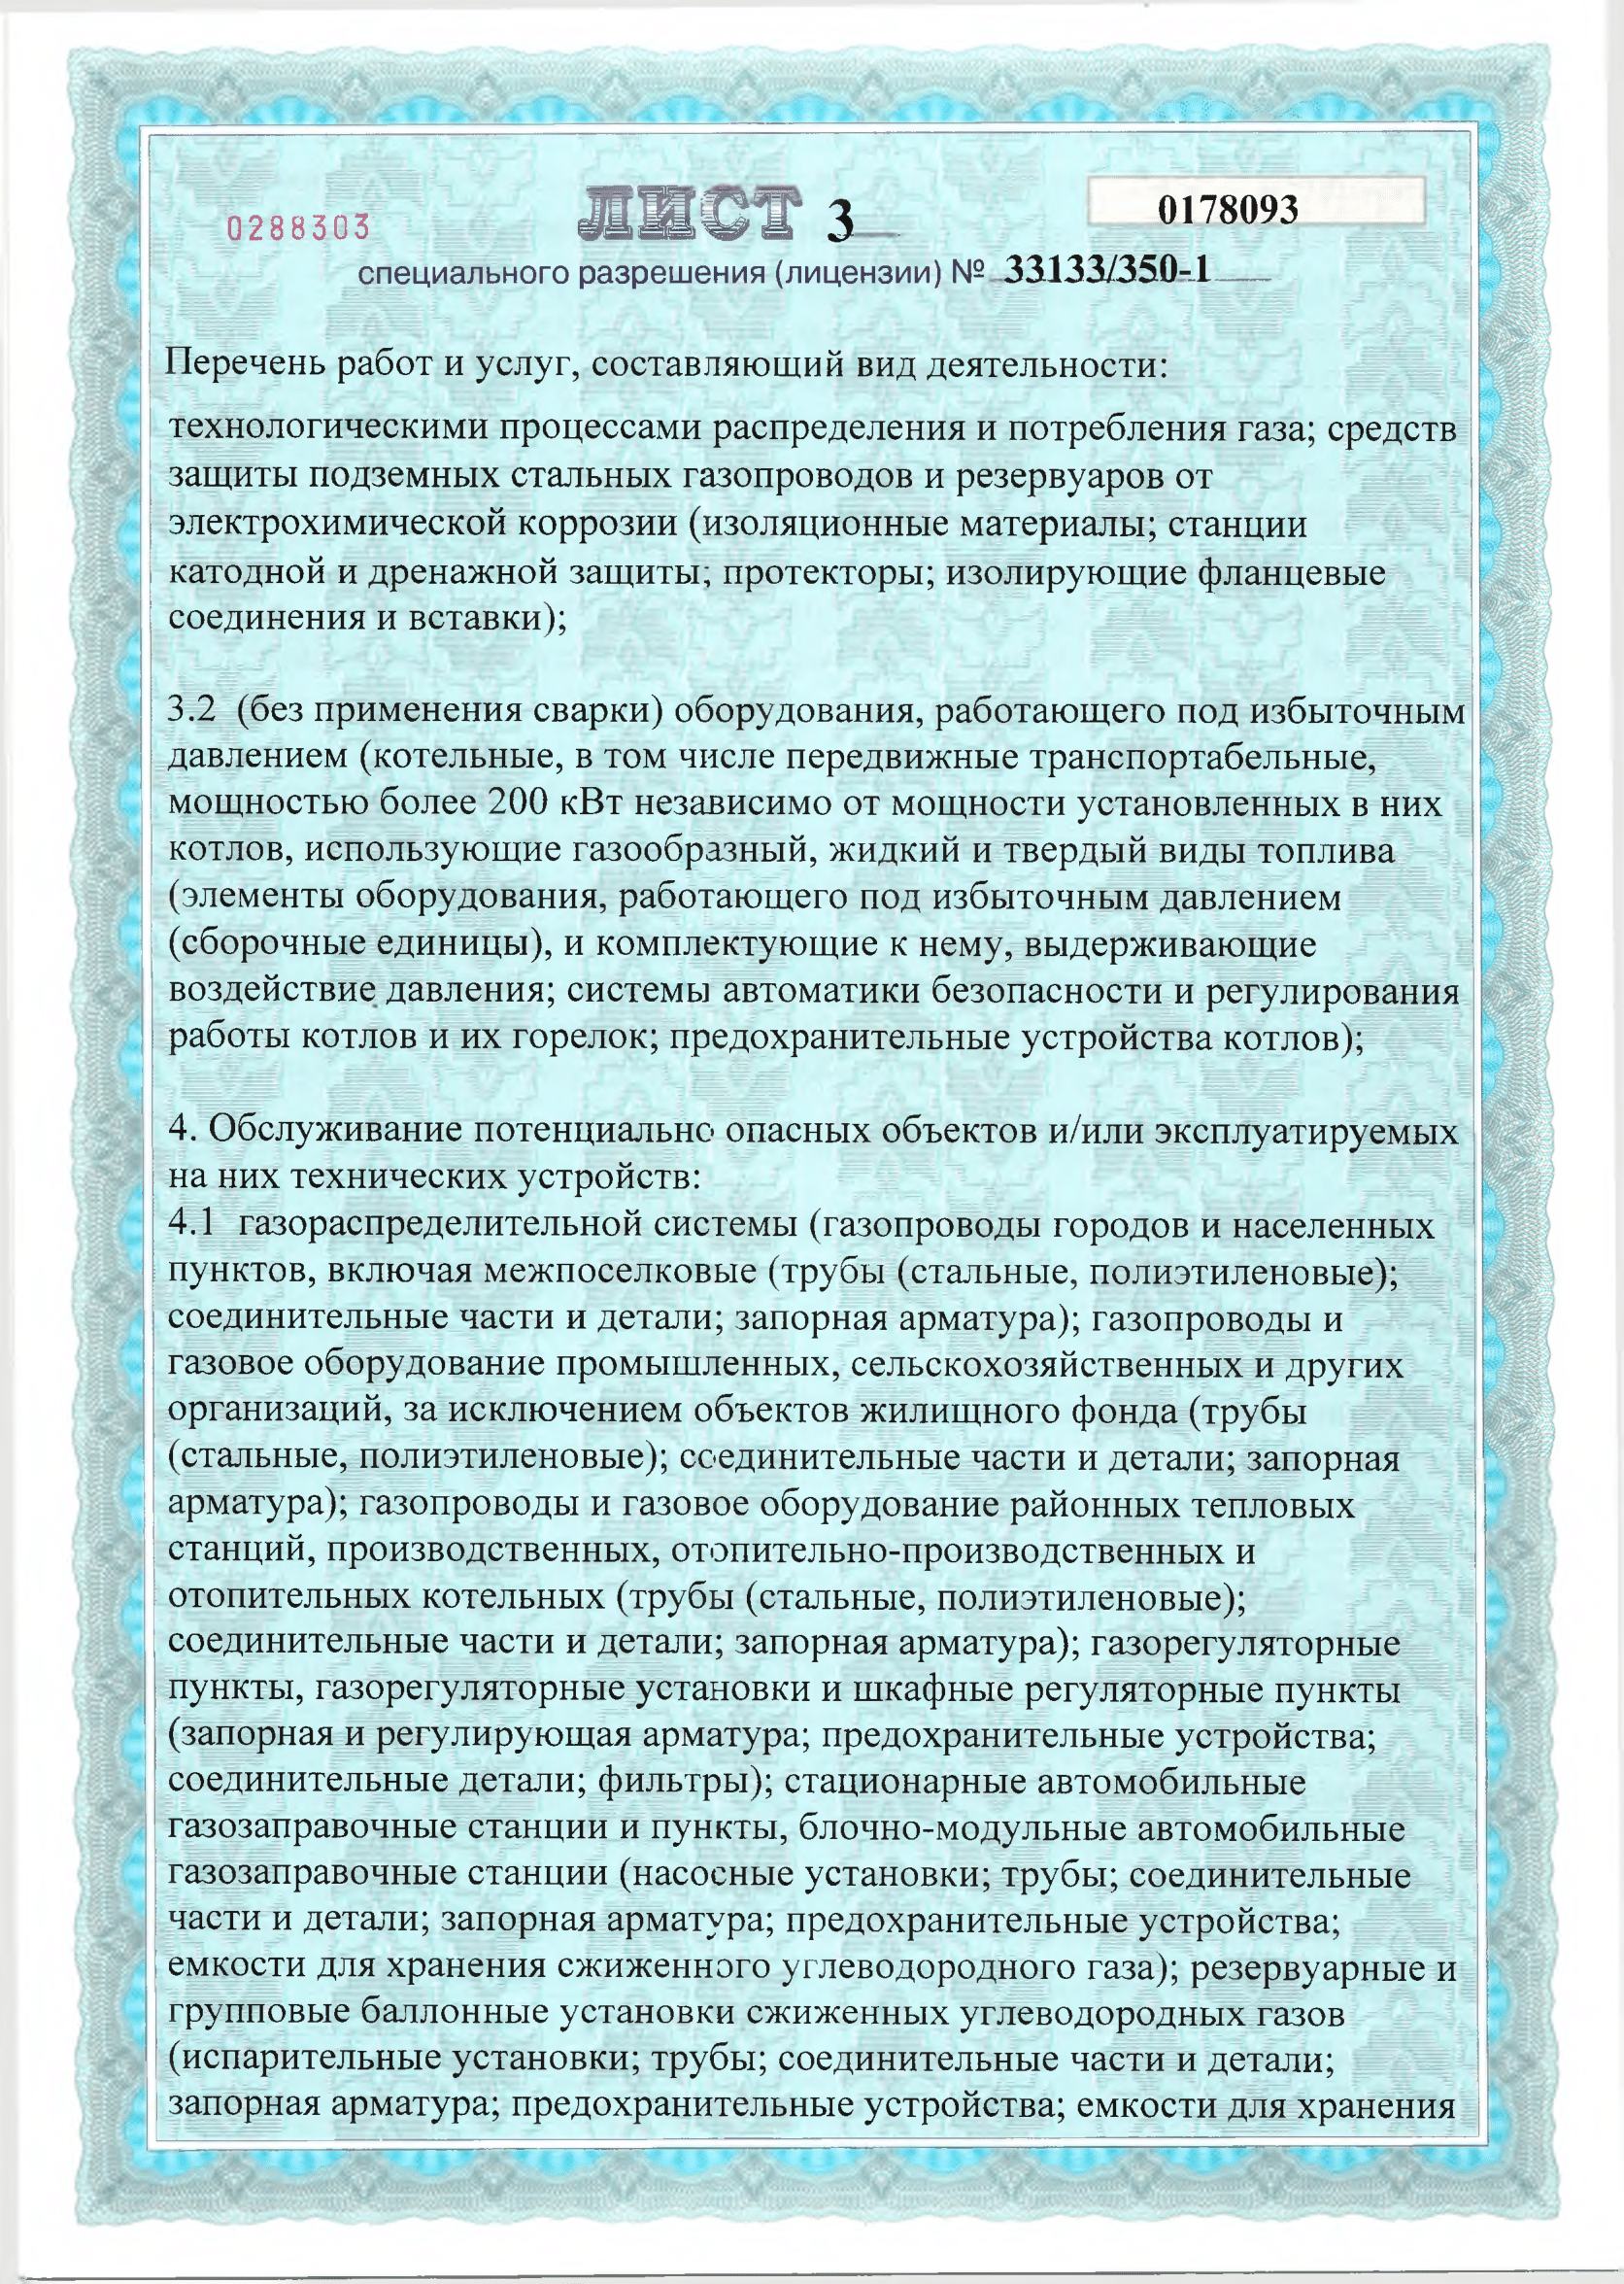 0288303
ЛИСТ 3
0178093
специального разрешения (лицензии) № 33133/350-1
Перечень работ и услуг, составляющий вид деятельности:
технологическими процессами распределения и потребления газа; средств
защиты подземных стальных газопроводов и резервуаров от
электрохимической коррозии (изоляционные материалы; станции
катодной и дренажной защиты; протекторы; изолирующие фланцевые
соединения и вставки);
3.2 (без применения сварки) оборудования, работающего под избыточным
давлением (котельные, в том числе передвижные транспортабельные,
мощностью более 200 кВт независимо от мощности установленных в них
котлов, использующие газообразный, жидкий и твердый виды топлива
(элементы оборудования, работающего под избыточным давлением
(сборочные единицы), и комплектующие к нему, выдерживающие
воздействие давления; системы автоматики безопасности и регулирования
работы котлов и их горелок; предохранительные устройства котлов);
4. Обслуживание потенциально опасных объектов и/или эксплуатируемых
на них технических устройств:
4.1 газораспределительной системы (газопроводы городов и населенных
пунктов, включая межпоселковые (трубы (стальные, полиэтиленовые);
соединительные части и детали; запорная арматура); газопроводы и
газовое оборудование промышленных, сельскохозяйственных и других
организаций, за исключением объектов жилищного фонда (трубы
(стальные, полиэтиленовые); соединительные части и детали; запорная
арматура); газопроводы и газовое оборудование районных тепловых
станций, производственных, отопительно-производственных и
отопительных котельных (трубы (стальные, полиэтиленовые);
соединительные части и детали; запорная арматура); газорегуляторные
пункты, газорегуляторные установки и шкафные регуляторные пункты
(запорная и регулирующая арматура; предохранительные устройства;
соединительные детали; фильтры); стационарные автомобильные
газозаправочные станции и пункты, блочно-модульные автомобильные
газозаправочные станции (насосные установки; трубы; соединительные
части и детали; запорная арматура; предохранительные устройства;
емкости для хранения сжиженного углеводородного газа); резервуарные и
групповые баллонные установки сжиженных углеводородных газов
(испарительные установки; трубы; соединительные части и детали;
запорная арматура; предохранительные устройства; емкости для хранения